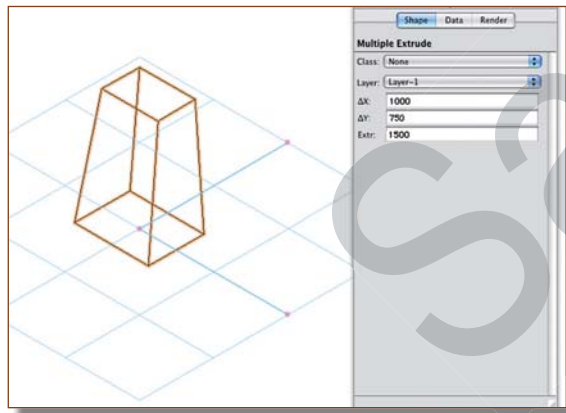 Shape Data Render
Multiple Extrude
Class: None
Layer: Layer-1
ΔX: 1000
ΔY: 750
Extr: 1500